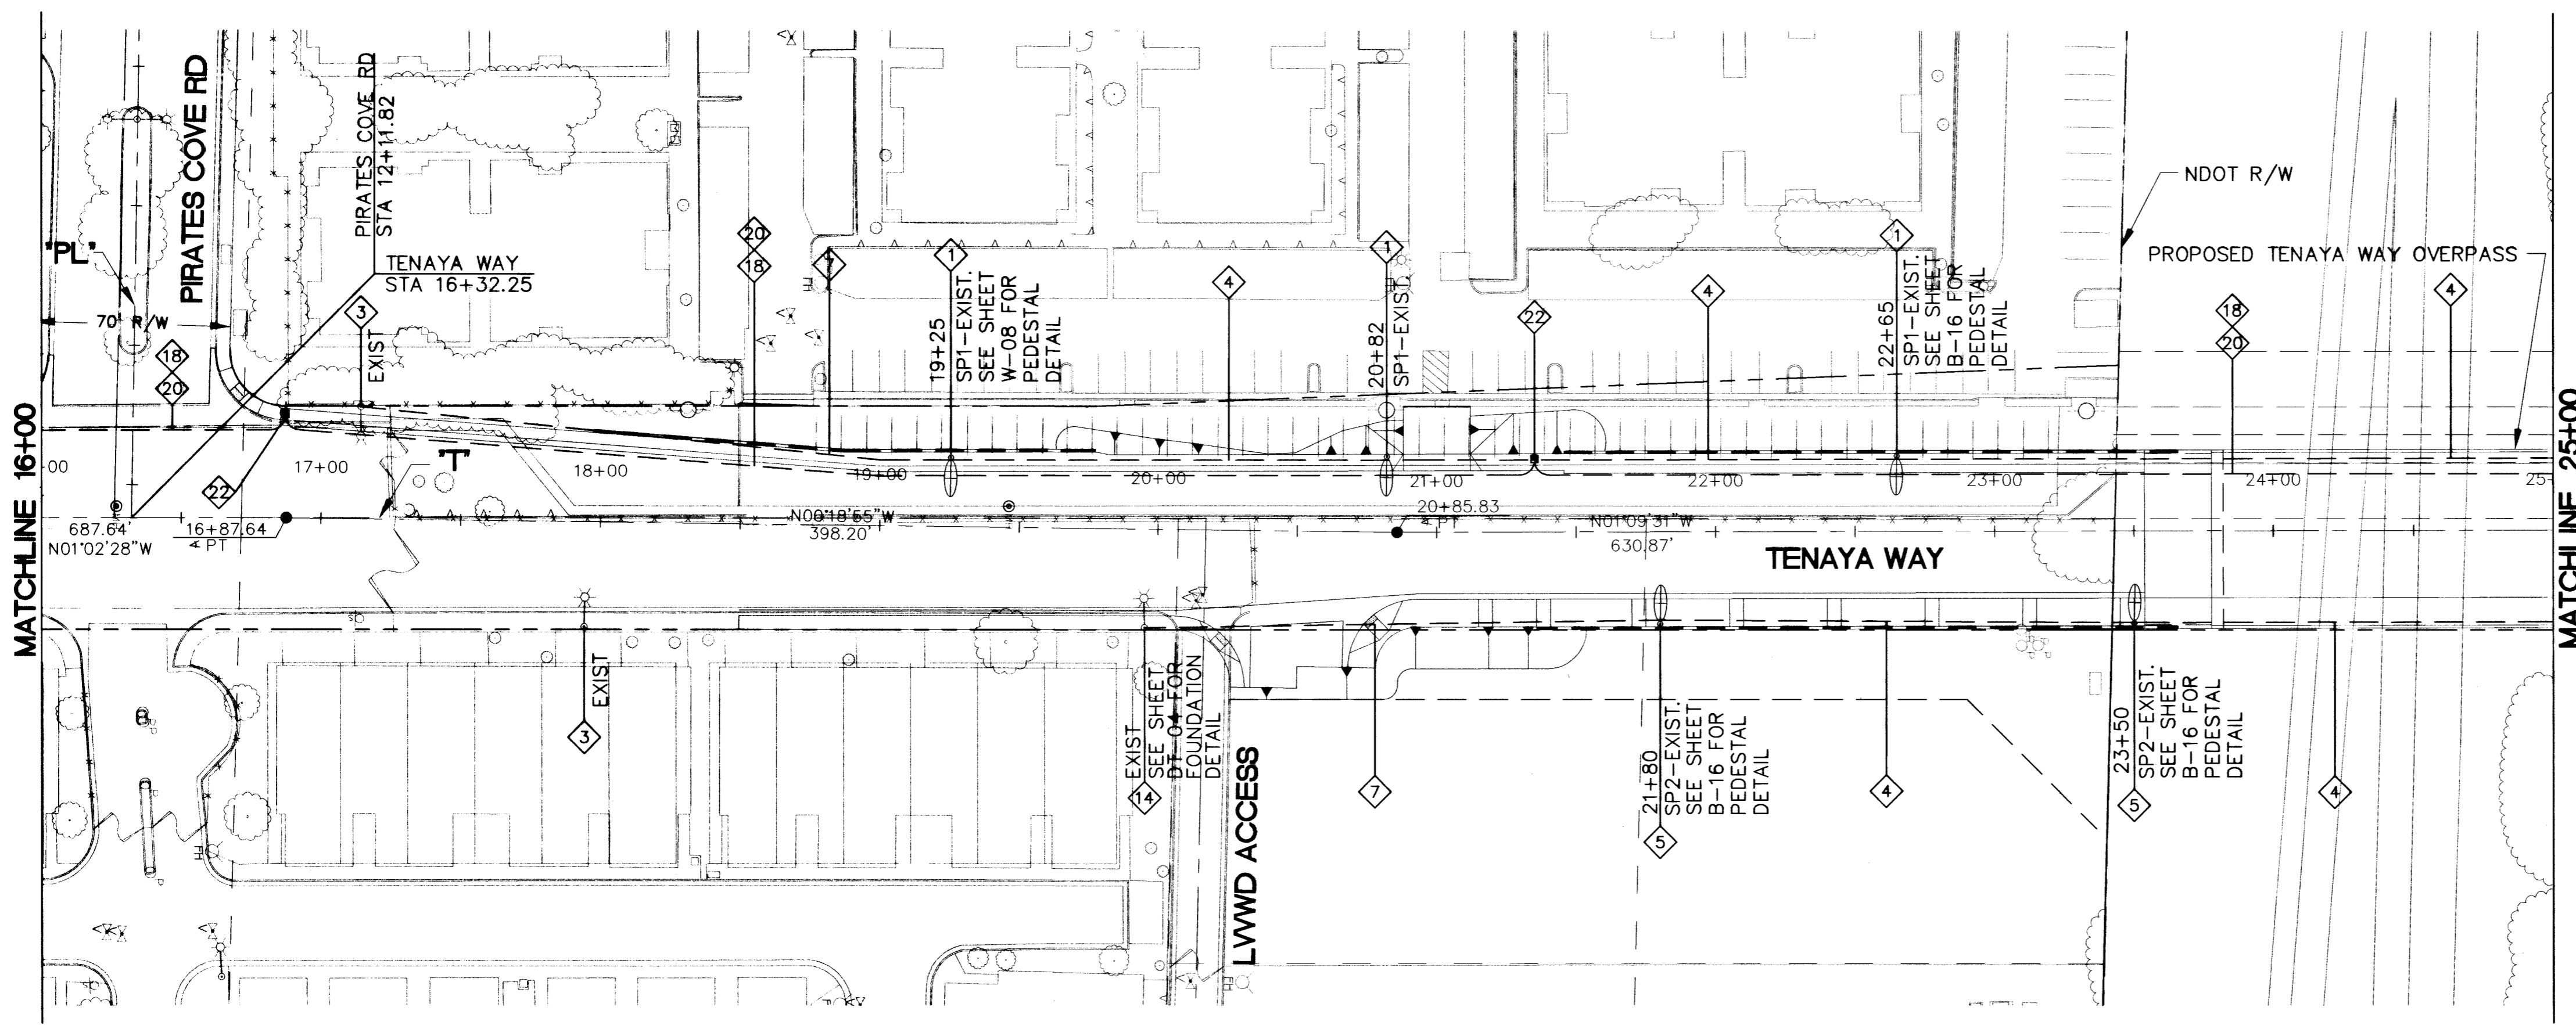 MATCHLINE 16+00
"PL"
70' R/W
PIRATES COVE RD
PIRATES COVE RD
STA 12+11.82
TENAYA WAY
STA 16+32.25
3
EXIST
18
20
22
20
18
7
1
19+25
SP1-EXIST.
SEE SHEET
W-08 FOR
PEDESTAL
DETAIL
4
1
20+82
SP1-EXIST.
22
4
1
22+65
SP1-EXIST.
SEE SHEET
B-16 FOR
PEDESTAL
DETAIL
NDOT R/W
PROPOSED TENAYA WAY OVERPASS
18
20
4
FH
00
17+00
"T"
18+00
19+00
20+00
21+00
22+00
23+00
24+00
25
687.64'
N01°02'28"W
16+87.64
∢ PT
N00°18'55"W
398.20'
20+85.83
∢ PT
N01°09'31"W
630.87'
TENAYA WAY
EXIST
3
EXIST
SEE SHEET
DT-04 FOR
FOUNDATION
DETAIL
14
LVVWD ACCESS
7
21+80
SP2-EXIST.
SEE SHEET
B-16 FOR
PEDESTAL
DETAIL
5
4
23+50
SP2-EXIST.
SEE SHEET
B-16 FOR
PEDESTAL
DETAIL
5
4
FH
FH
MATCHLINE 25+00